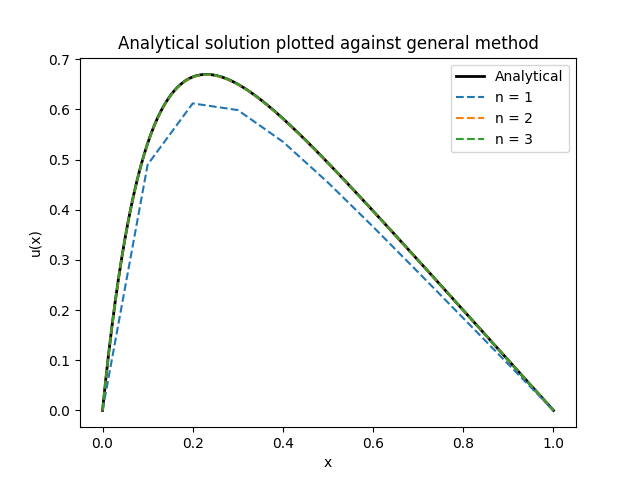 Analytical solution plotted against general method
0.7
0.6
0.5
0.4
0.3
0.2
0.1
0.0
u(x)
Analytical
n = 1
n = 2
n = 3
0.0 0.2 0.4 0.6 0.8 1.0
x